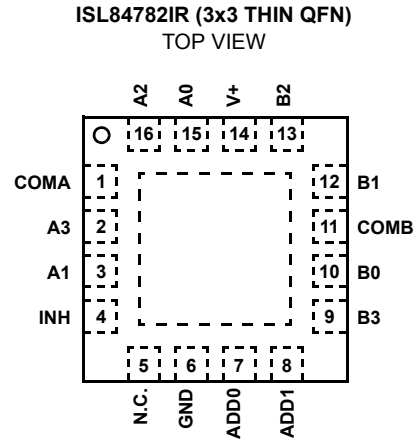 ISL84782IR (3x3 THIN QFN)
TOP VIEW
A2 A0 V+ B2
16 15 14 13
COMA 1 12 B1
A3 2 11 COMB
A1 3 10 B0
INH 4 9 B3
5 6 7 8
N.C. GND ADD0 ADD1